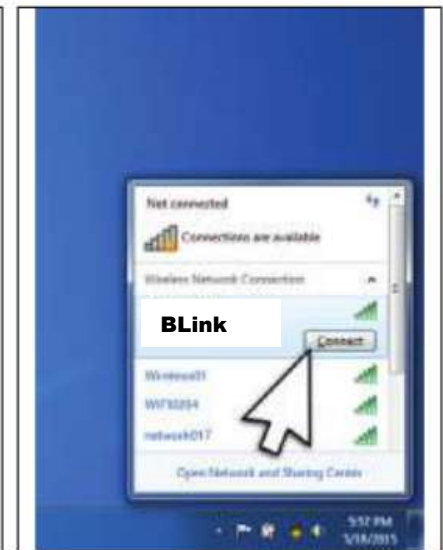 Not connected
Connections are available
Wireless Network Connection
BLink
Connect
Wireless01
network017
Open Network and Sharing Center
5:57 PM
5/18/2015